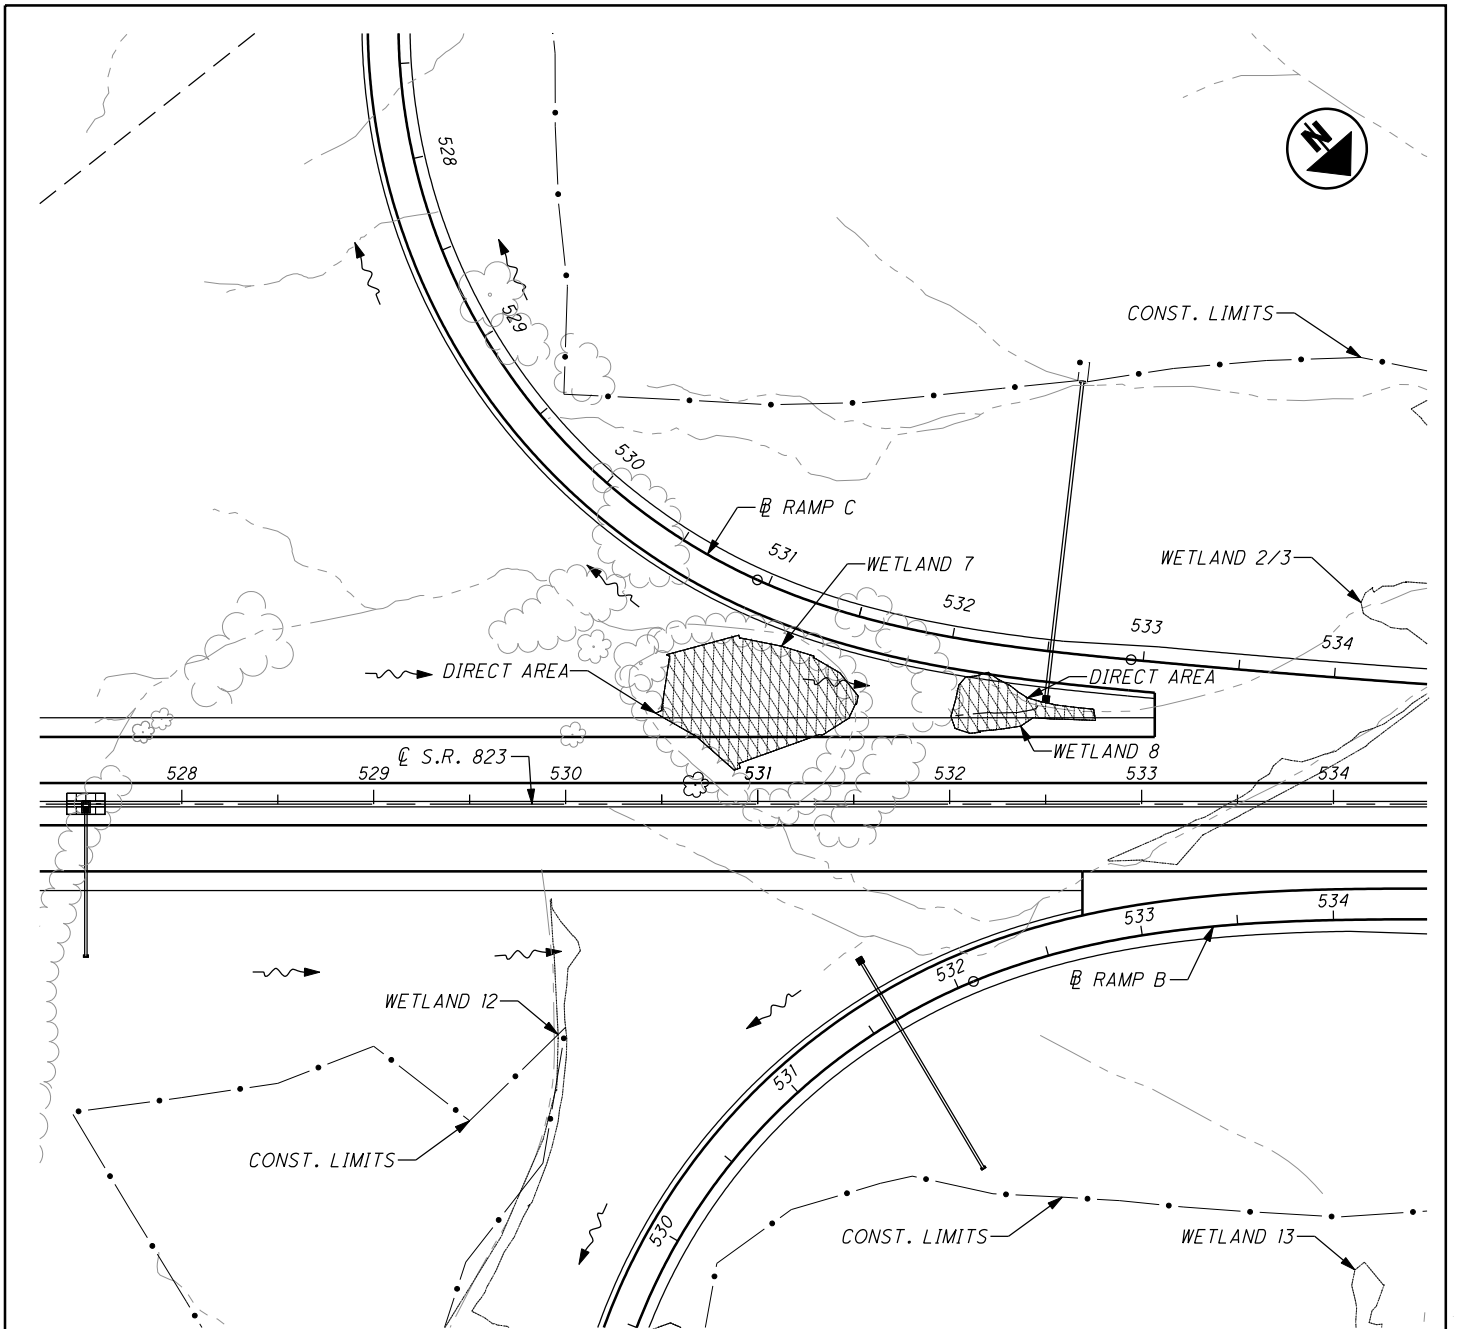 N
528
CONST. LIMITS
529
530
℄ RAMP C
531
WETLAND 7
WETLAND 2/3
532
533
534
DIRECT AREA
DIRECT AREA
WETLAND 8
℄ S.R. 823
528
529
530
531
532
533
534
534
533
532
℄ RAMP B
WETLAND 12
531
CONST. LIMITS
530
CONST. LIMITS
WETLAND 13